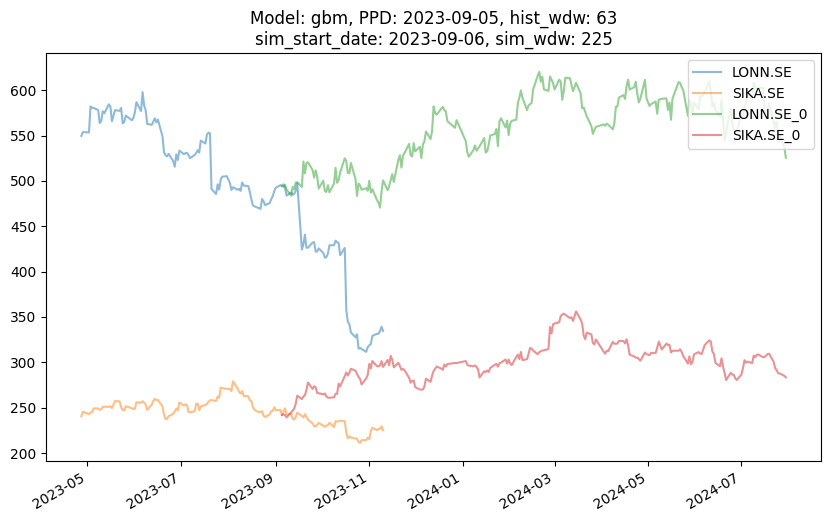 Model: gbm, PPD: 2023-09-05, hist_wdw: 63
sim_start_date: 2023-09-06, sim_wdw: 225
LONN.SE
SIKA.SE
LONN.SE_0
SIKA.SE_0
600
550
500
450
400
350
300
250
200
2023-05
2023-07
2023-09
2023-11
2024-01
2024-03
2024-05
2024-07